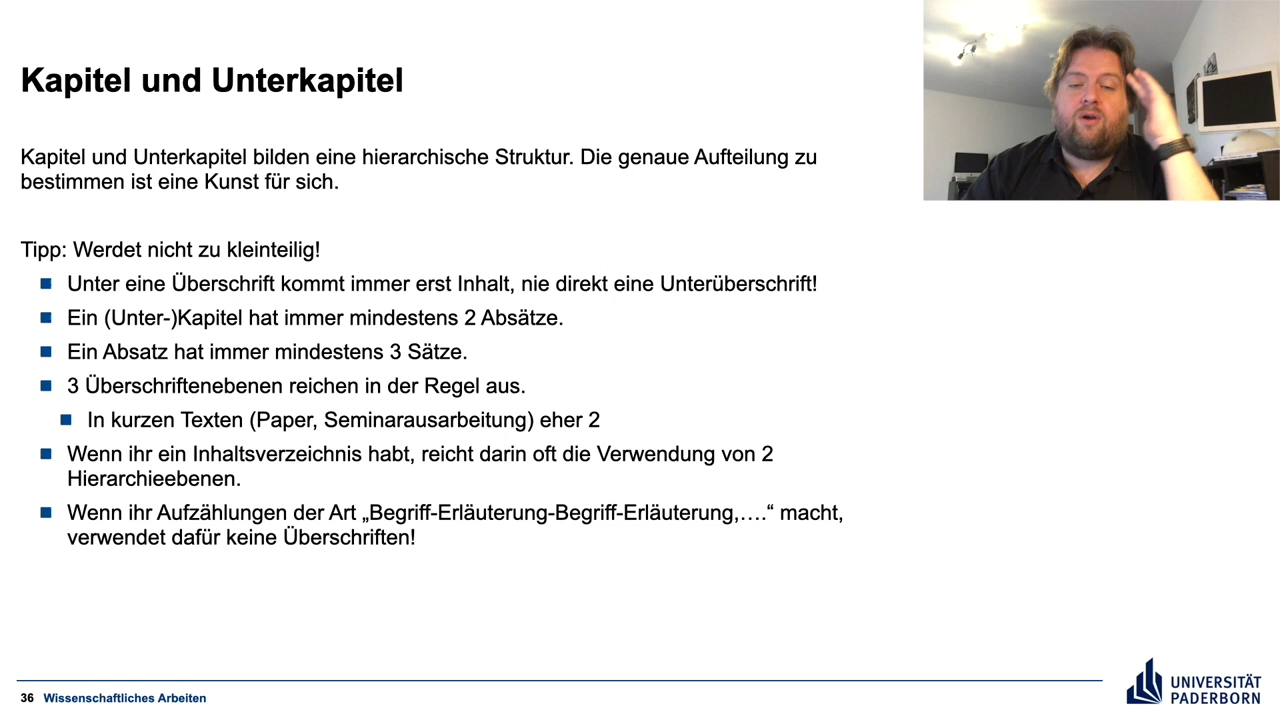 Kapitel und Unterkapitel
Kapitel und Unterkapitel bilden eine hierarchische Struktur. Die genaue Aufteilung zu
bestimmen ist eine Kunst für sich.
Tipp: Werdet nicht zu kleinteilig!
Unter eine Überschrift kommt immer erst Inhalt, nie direkt eine Unterüberschrift!
Ein (Unter-)Kapitel hat immer mindestens 2 Absätze.
Ein Absatz hat immer mindestens 3 Sätze.
3 Überschriftenebenen reichen in der Regel aus.
In kurzen Texten (Paper, Seminarausarbeitung) eher 2
Wenn ihr ein Inhaltsverzeichnis habt, reicht darin oft die Verwendung von 2
Hierarchieebenen.
Wenn ihr Aufzählungen der Art „Begriff-Erläuterung-Begriff-Erläuterung,….“ macht,
verwendet dafür keine Überschriften!
36 Wissenschaftliches Arbeiten
UNIVERSITÄT
PADERBORN